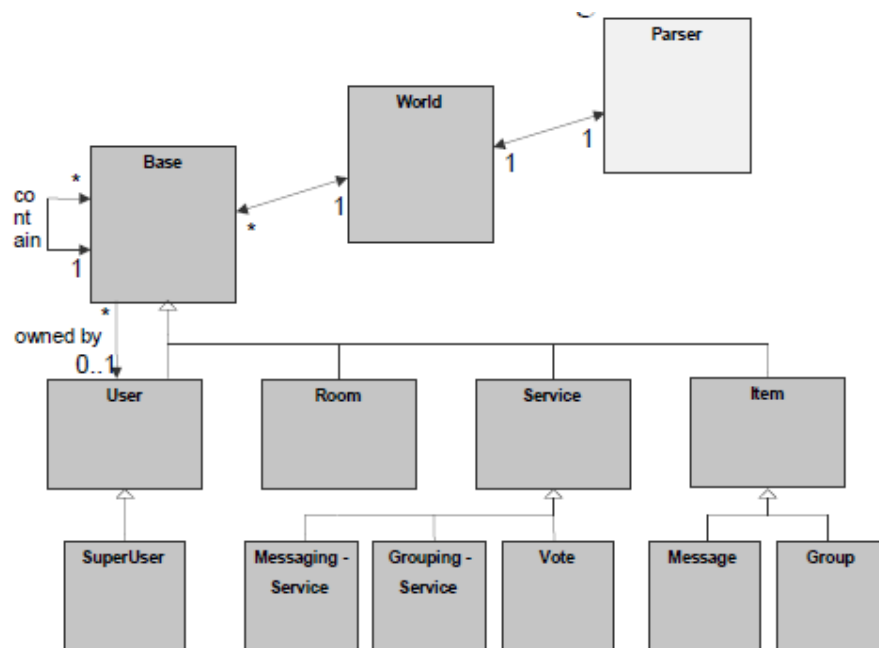 Parser
World
1
1
Base
*
co
nt
ain
1
1
*
*
owned by
0..1
User
Room
Service
Item
SuperUser
Messaging -
Service
Grouping -
Service
Vote
Message
Group